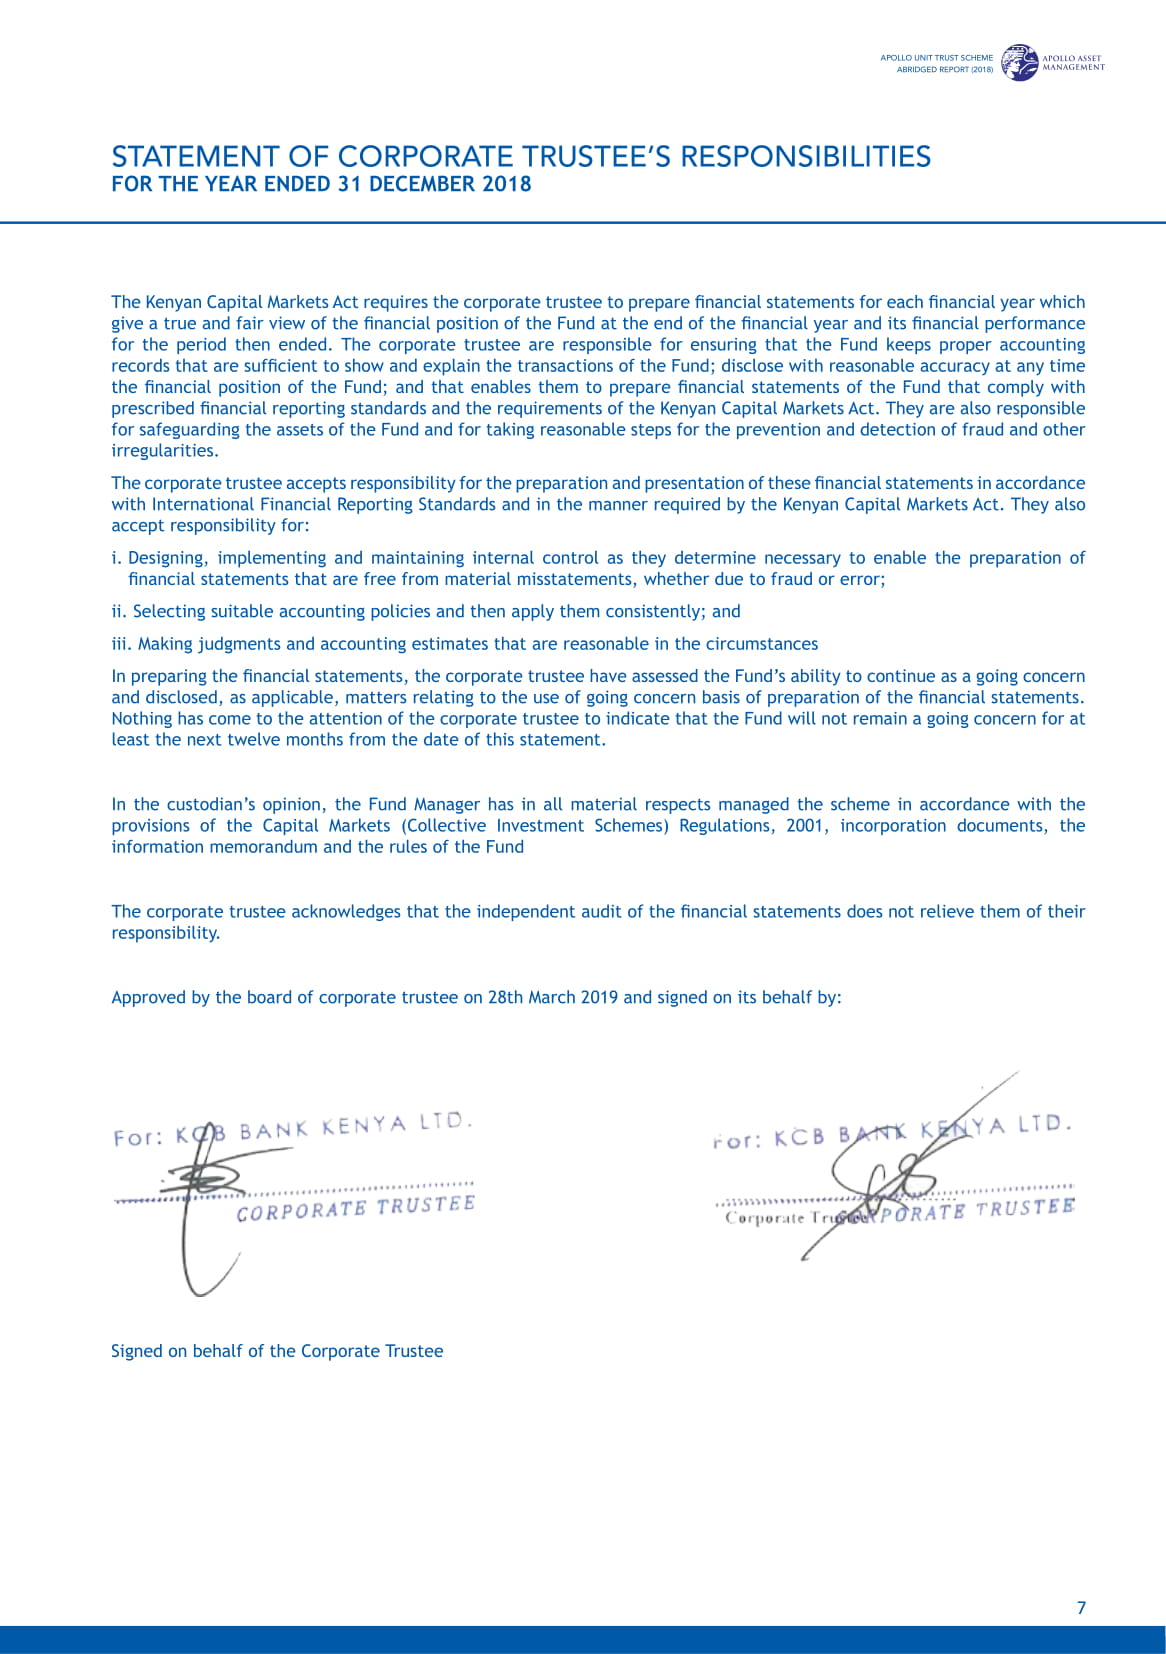 APOLLO UNIT TRUST SCHEME
ABRIDGED REPORT (2018)
APOLLO ASSET
MANAGEMENT
STATEMENT OF CORPORATE TRUSTEE’S RESPONSIBILITIES
FOR THE YEAR ENDED 31 DECEMBER 2018
The Kenyan Capital Markets Act requires the corporate trustee to prepare financial statements for each financial year which
give a true and fair view of the financial position of the Fund at the end of the financial year and its financial performance
for the period then ended. The corporate trustee are responsible for ensuring that the Fund keeps proper accounting
records that are sufficient to show and explain the transactions of the Fund; disclose with reasonable accuracy at any time
the financial position of the Fund; and that enables them to prepare financial statements of the Fund that comply with
prescribed financial reporting standards and the requirements of the Kenyan Capital Markets Act. They are also responsible
for safeguarding the assets of the Fund and for taking reasonable steps for the prevention and detection of fraud and other
irregularities.
The corporate trustee accepts responsibility for the preparation and presentation of these financial statements in accordance
with International Financial Reporting Standards and in the manner required by the Kenyan Capital Markets Act. They also
accept responsibility for:
i. Designing, implementing and maintaining internal control as they determine necessary to enable the preparation of
financial statements that are free from material misstatements, whether due to fraud or error;
ii. Selecting suitable accounting policies and then apply them consistently; and
iii. Making judgments and accounting estimates that are reasonable in the circumstances
In preparing the financial statements, the corporate trustee have assessed the Fund’s ability to continue as a going concern
and disclosed, as applicable, matters relating to the use of going concern basis of preparation of the financial statements.
Nothing has come to the attention of the corporate trustee to indicate that the Fund will not remain a going concern for at
least the next twelve months from the date of this statement.
In the custodian’s opinion, the Fund Manager has in all material respects managed the scheme in accordance with the
provisions of the Capital Markets (Collective Investment Schemes) Regulations, 2001, incorporation documents, the
information memorandum and the rules of the Fund
The corporate trustee acknowledges that the independent audit of the financial statements does not relieve them of their
responsibility.
Approved by the board of corporate trustee on 28th March 2019 and signed on its behalf by:
For: KCB BANK KENYA LTD.
CORPORATE TRUSTEE
For: KCB BANK KENYA LTD.
Corporate Trustee
CORPORATE TRUSTEE
Signed on behalf of the Corporate Trustee
7